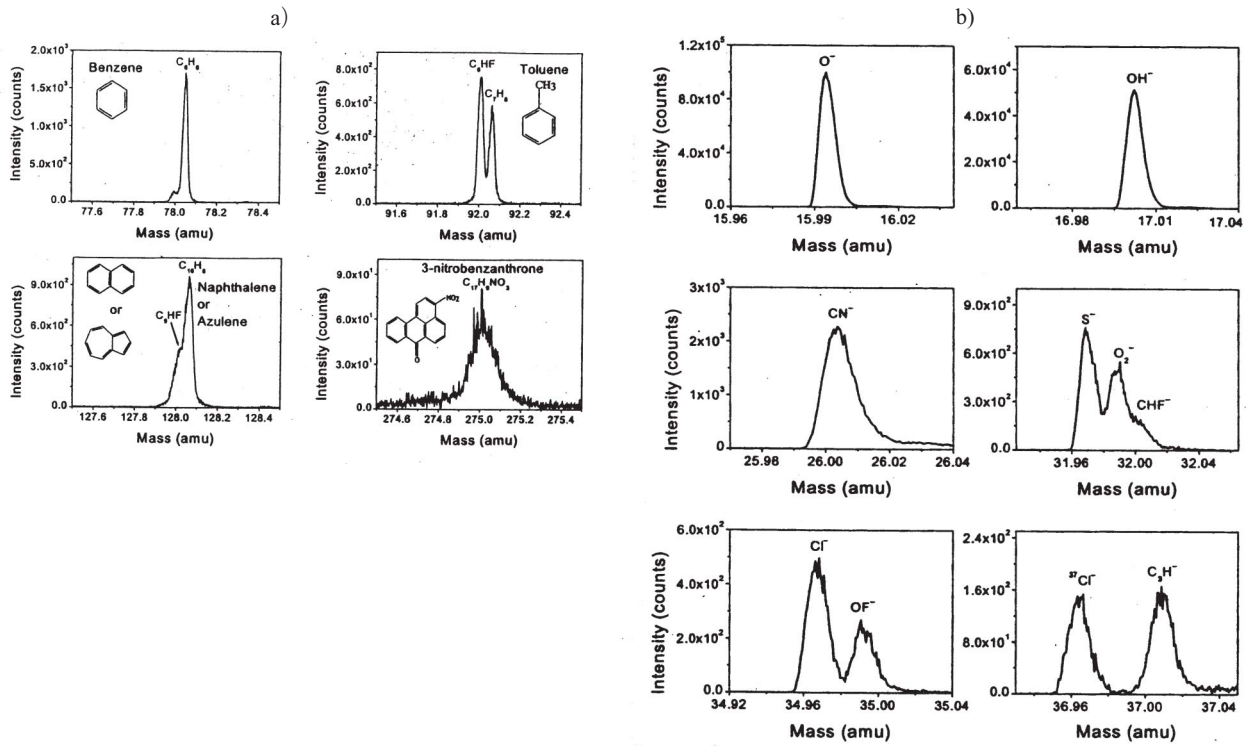 a)
2.0x10³
1.5x10³
1.0x10³
5.0x10²
0.0
Benzene
C₆H₆
77.6 77.8 78.0 78.2 78.4
Mass (amu)
Intensity (counts)
8.0x10²
6.0x10²
4.0x10²
2.0x10²
0.0
C₆HF
C₇H₈
Toluene
CH3
91.6 91.8 92.0 92.2 92.4
Mass (amu)
Intensity (counts)
9.0x10²
6.0x10²
3.0x10²
0.0
or
C₉HF
C₁₀H₈
Naphthalene
or
Azulene
127.6 127.8 128.0 128.2 128.4
Mass (amu)
Intensity (counts)
9.0x10¹
6.0x10¹
3.0x10¹
0.0
3-nitrobenzanthrone
C₁₇H₉NO₃
NO₂
O
274.6 274.8 275.0 275.2 275.4
Mass (amu)
Intensity (counts)
b)
1.2x10⁵
8.0x10⁴
4.0x10⁴
0.0
O⁻
15.96 15.99 16.02
Mass (amu)
Intensity (counts)
6.0x10⁴
4.0x10⁴
2.0x10⁴
0.0
OH⁻
16.98 17.01 17.04
Mass (amu)
3x10³
2x10³
1x10³
0
CN⁻
25.98 26.00 26.02 26.04
Mass (amu)
Intensity (counts)
9.0x10²
6.0x10²
3.0x10²
0.0
S⁻
O₂⁻
CHF⁻
31.96 32.00 32.04
Mass (amu)
6.0x10²
4.0x10²
2.0x10²
0.0
Cl⁻
OF⁻
34.92 34.96 35.00 35.04
Mass (amu)
Intensity (counts)
2.4x10²
1.6x10²
8.0x10¹
0.0
³⁷Cl⁻
C₃H⁻
36.96 37.00 37.04
Mass (amu)